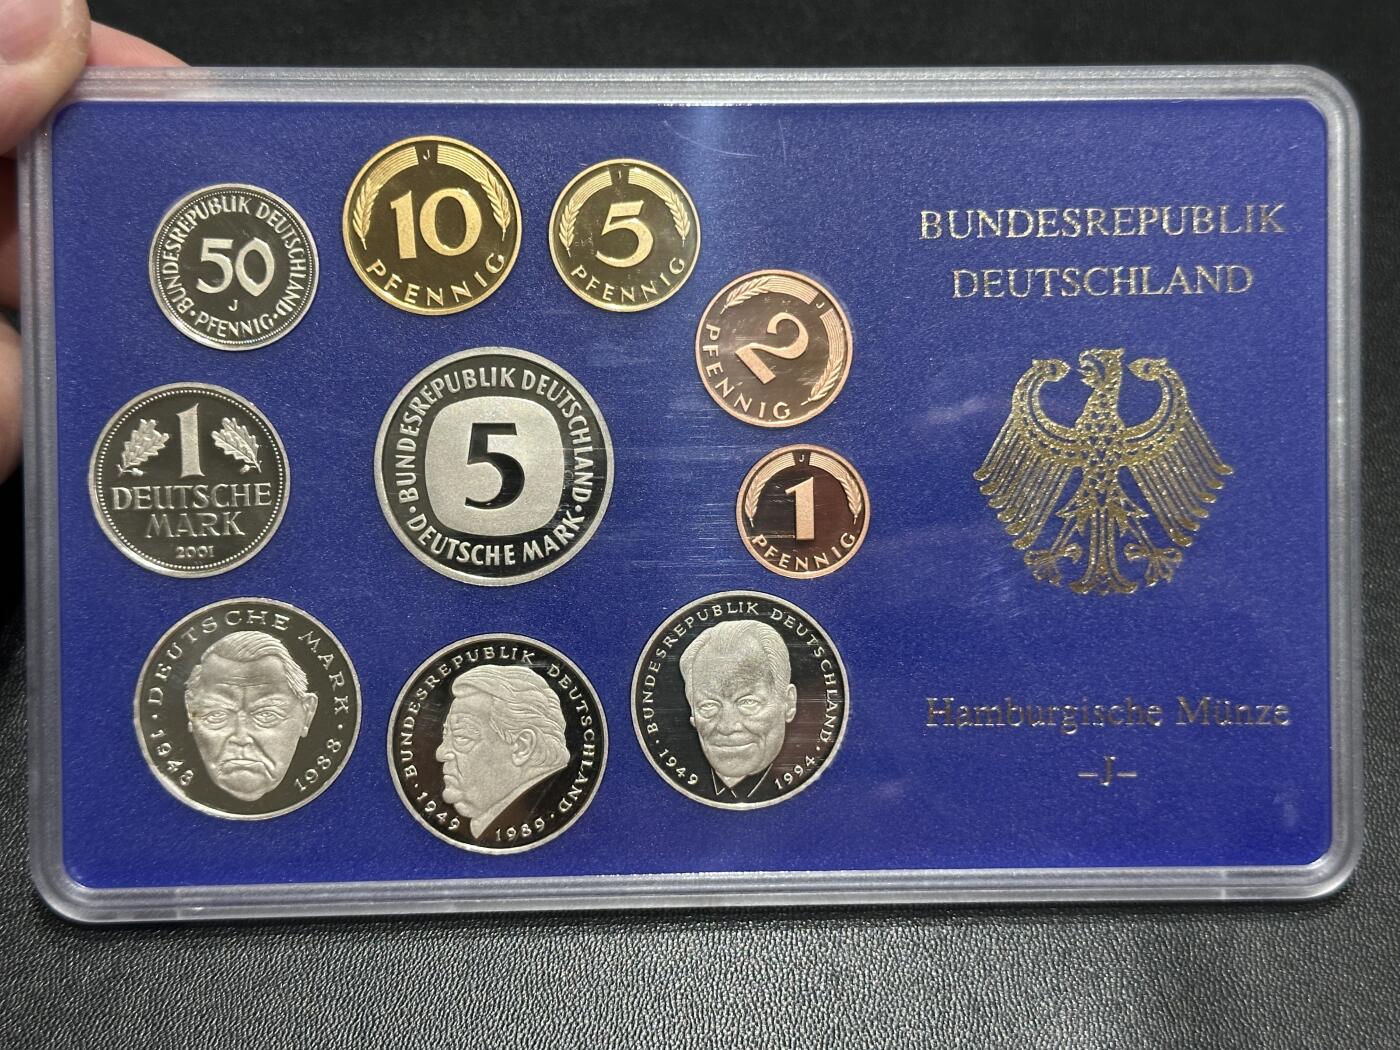 BUNDESREPUBLIK DEUTSCHLAND
50
J
·PFENNIG·
J
10
PFENNIG
J
5
PFENNIG
J
2
PFENNIG
1
DEUTSCHE
MARK
2001
BUNDESREPUBLIK DEUTSCHLAND
5
·DEUTSCHE MARK·
J
1
PFENNIG
·DEUTSCHE MARK·
1948 1988
BUNDESREPUBLIK DEUTSCHLAND
·1949 1989·
BUNDESREPUBLIK DEUTSCHLAND
·1949 1994·
BUNDESREPUBLIK
DEUTSCHLAND
Hamburgische Münze
–J–